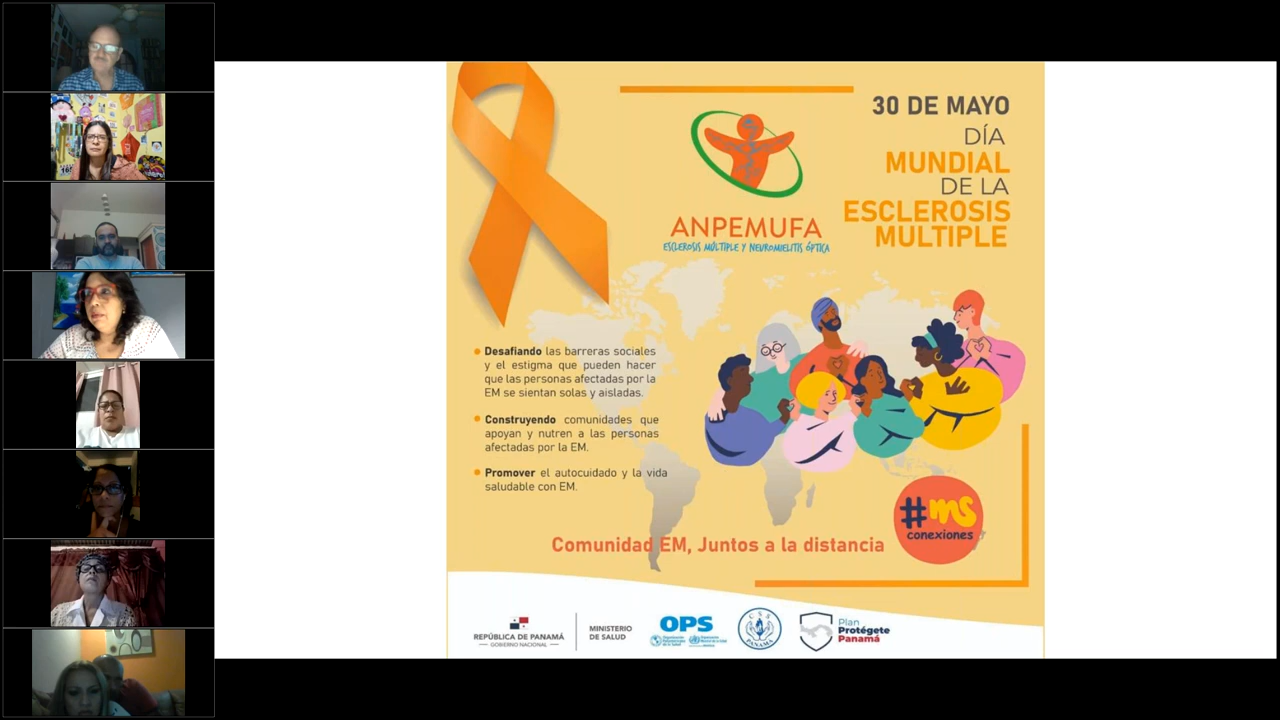 30 DE MAYO
DÍA
MUNDIAL
DE LA
ESCLEROSIS
MULTIPLE
ANPEMUFA
ESCLEROSIS MÚLTIPLE Y NEUROMIELITIS ÓPTICA
Desafiando las barreras sociales
y el estigma que pueden hacer
que las personas afectadas por la
EM se sientan solas y aisladas.
Construyendo comunidades que
apoyan y nutren a las personas
afectadas por la EM.
Promover el autocuidado y la vida
saludable con EM.
#ms
conexiones
Comunidad EM, Juntos a la distancia
REPÚBLICA DE PANAMÁ
GOBIERNO NACIONAL
MINISTERIO
DE SALUD
OPS
CSS
PANAMÁ
Plan
Protégete
Panamá